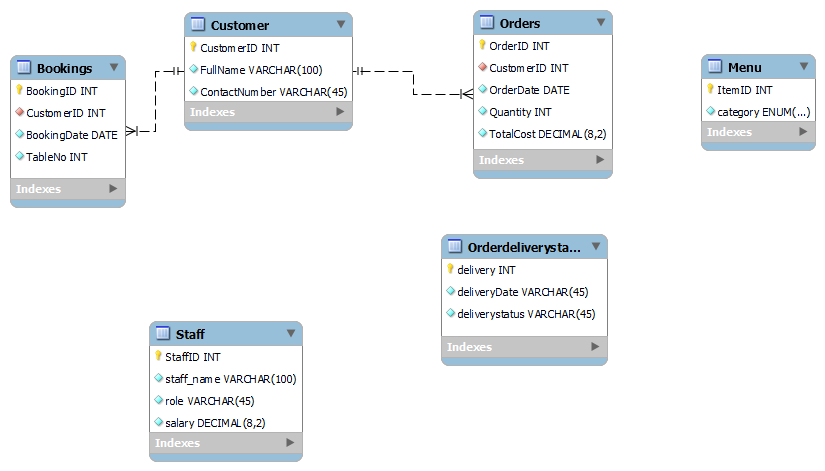 Customer
CustomerID INT
FullName VARCHAR(100)
ContactNumber VARCHAR(45)
Indexes
Orders
OrderID INT
CustomerID INT
OrderDate DATE
Quantity INT
TotalCost DECIMAL(8,2)
Indexes
Bookings
BookingID INT
CustomerID INT
BookingDate DATE
TableNo INT
Indexes
Menu
ItemID INT
category ENUM(...)
Indexes
Orderdeliverysta...
delivery INT
deliveryDate VARCHAR(45)
deliverystatus VARCHAR(45)
Indexes
Staff
StaffID INT
staff_name VARCHAR(100)
role VARCHAR(45)
salary DECIMAL(8,2)
Indexes